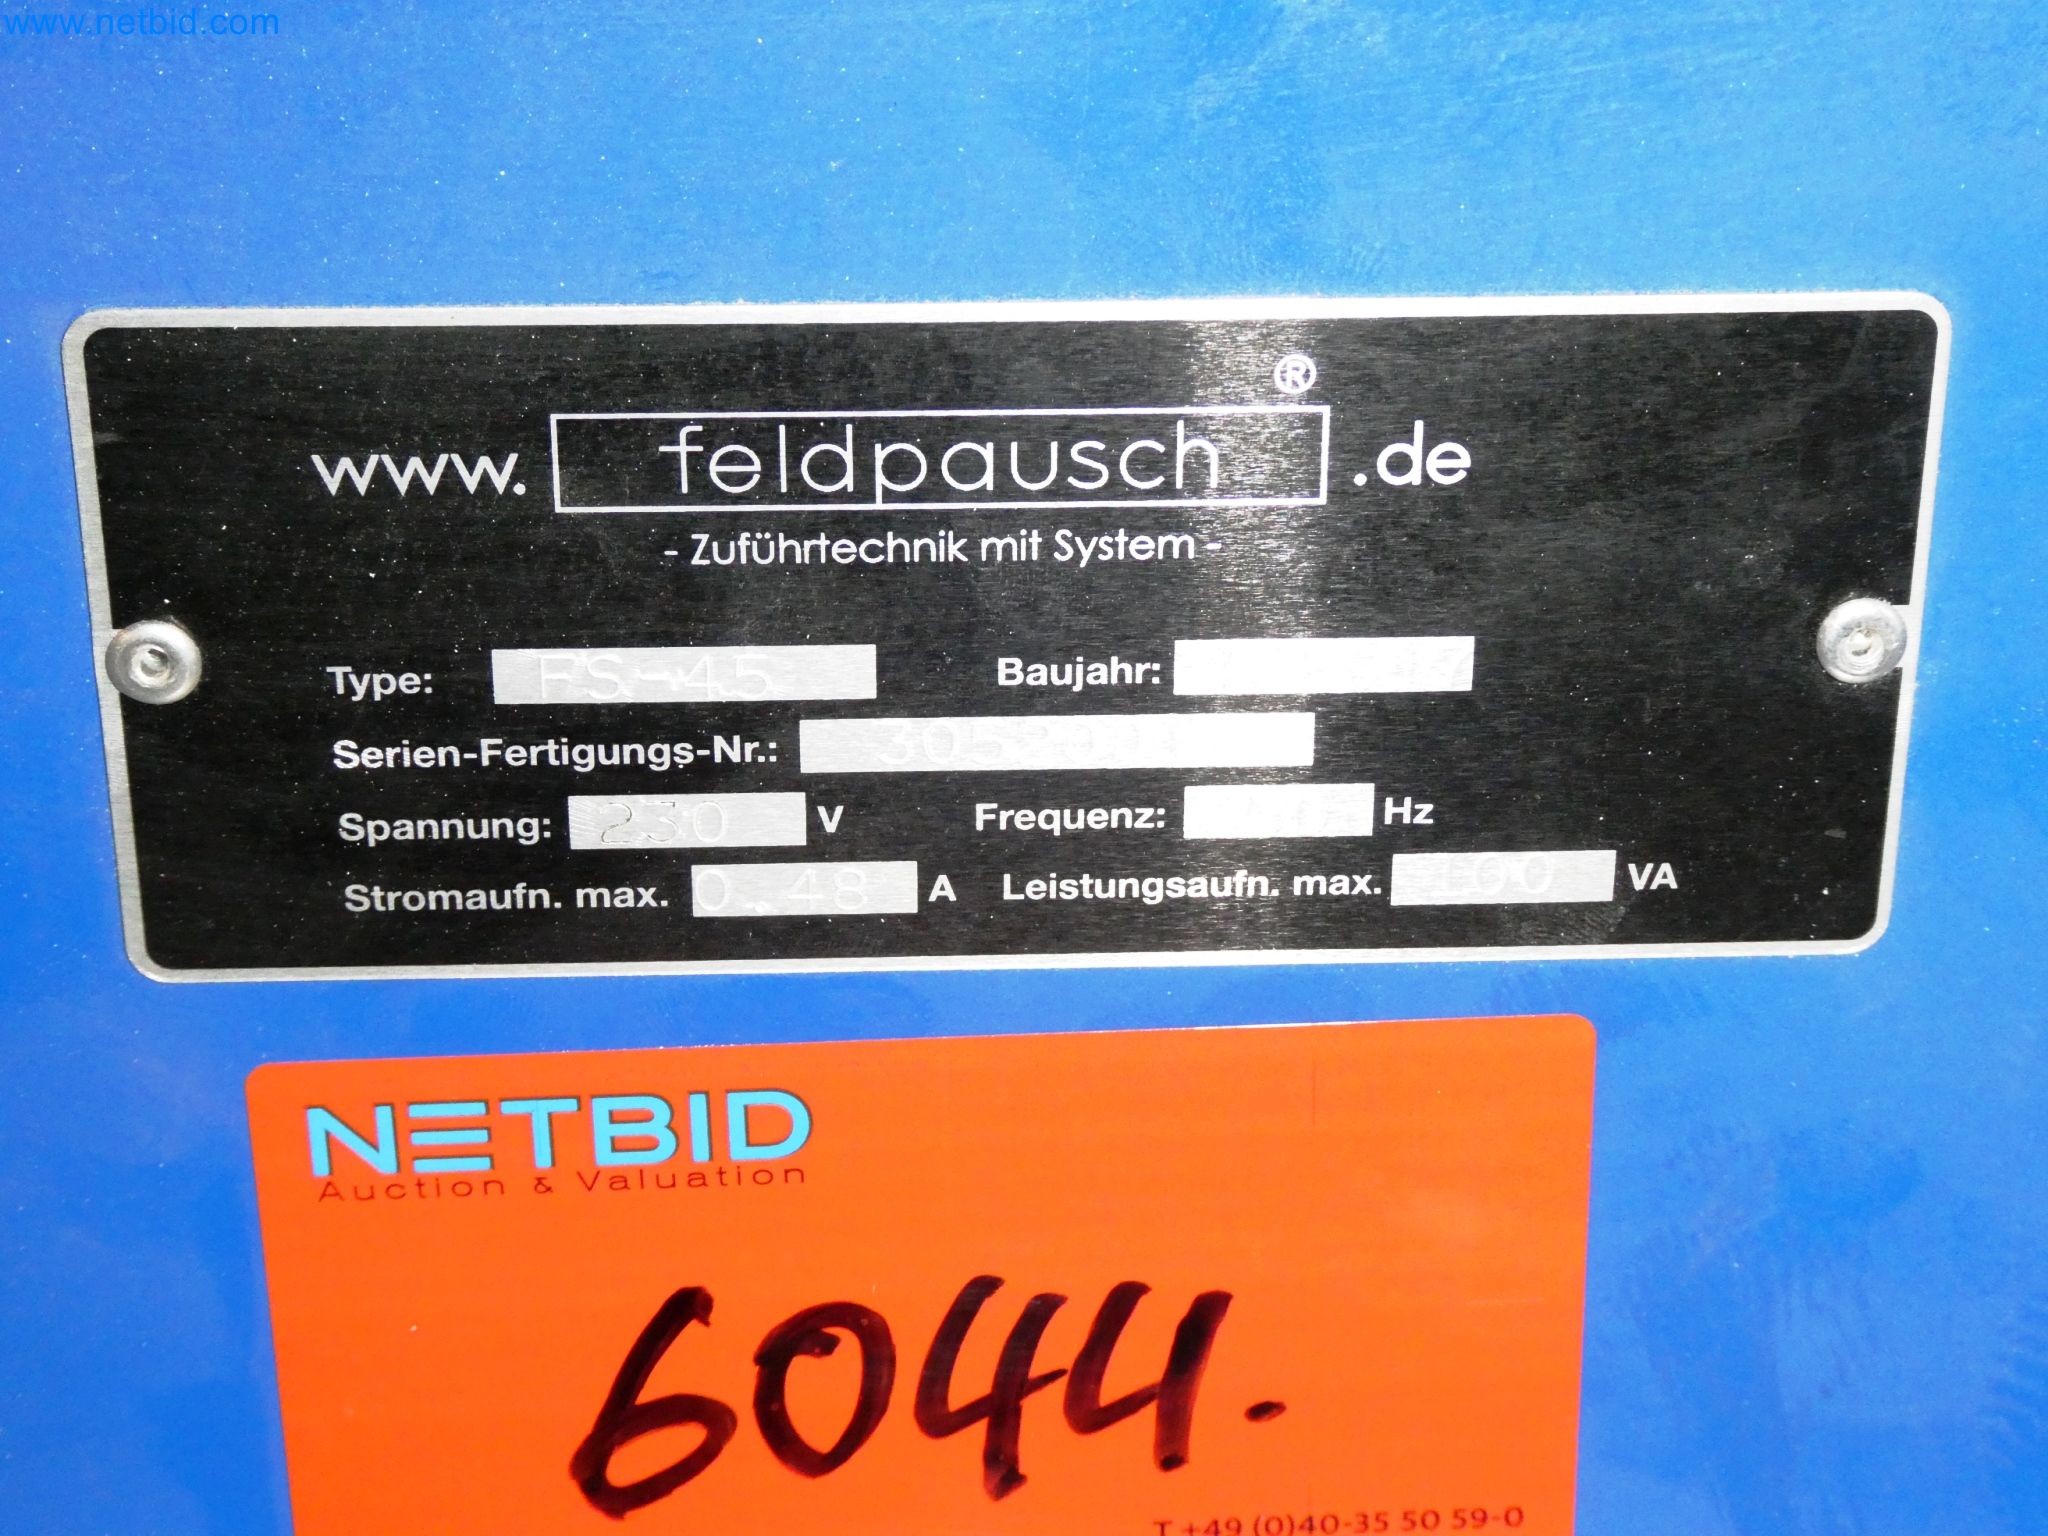 www.netbid.com
www. feldpausch® .de
- Zuführtechnik mit System -
Type: FS-45 Baujahr:
Serien-Fertigungs-Nr.:
Spannung: 230 V Frequenz: Hz
Stromaufn. max. 0.48 A Leistungsaufn. max. 100 VA
NETBID
Auction & Valuation
6044.
T +49 (0)40-35 50 59-0